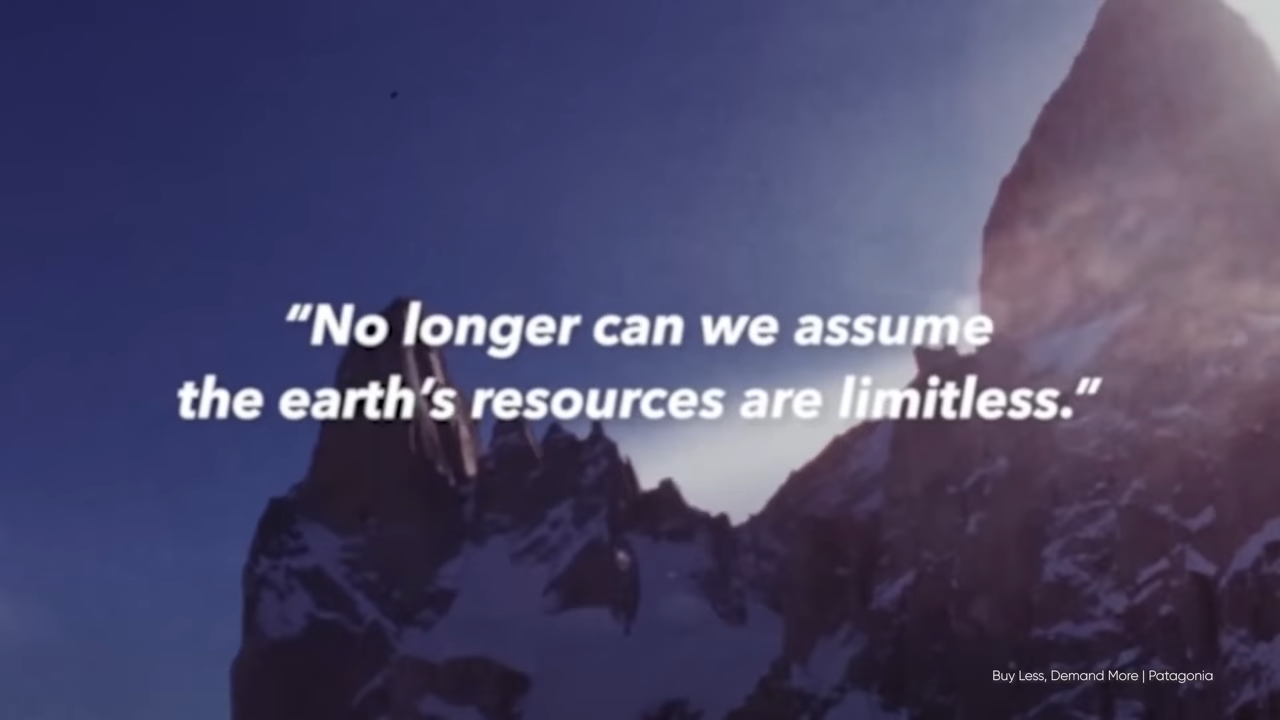 “No longer can we assume
the earth’s resources are limitless.”
Buy Less, Demand More | Patagonia